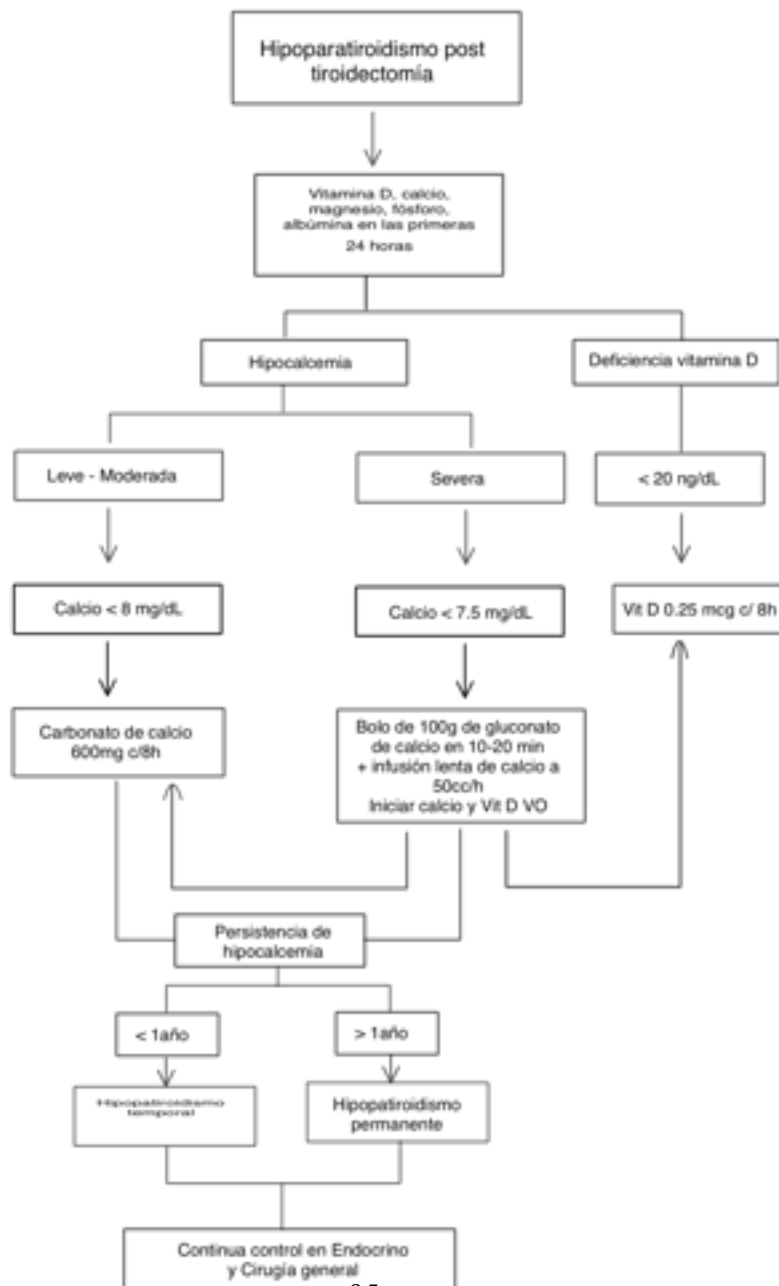 Hipoparatiroidismo post
tiroidectomía
Vitamina D, calcio,
magnesio, fósforo,
albúmina en las primeras
24 horas
Hipocalcemia
Deficiencia vitamina D
Leve - Moderada
Severa
< 20 ng/dL
Calcio < 8 mg/dL
Calcio < 7.5 mg/dL
Vit D 0.25 mcg c/ 8h
Carbonato de calcio
600mg c/8h
Bolo de 100g de gluconato
de calcio en 10-20 min
+ infusión lenta de calcio a
50cc/h
Iniciar calcio y Vit D VO
Persistencia de
hipocalcemia
< 1año
> 1año
Hipopatiroidismo
temporal
Hipopatiroidismo
permanente
Continua control en Endocrino
y Cirugía general